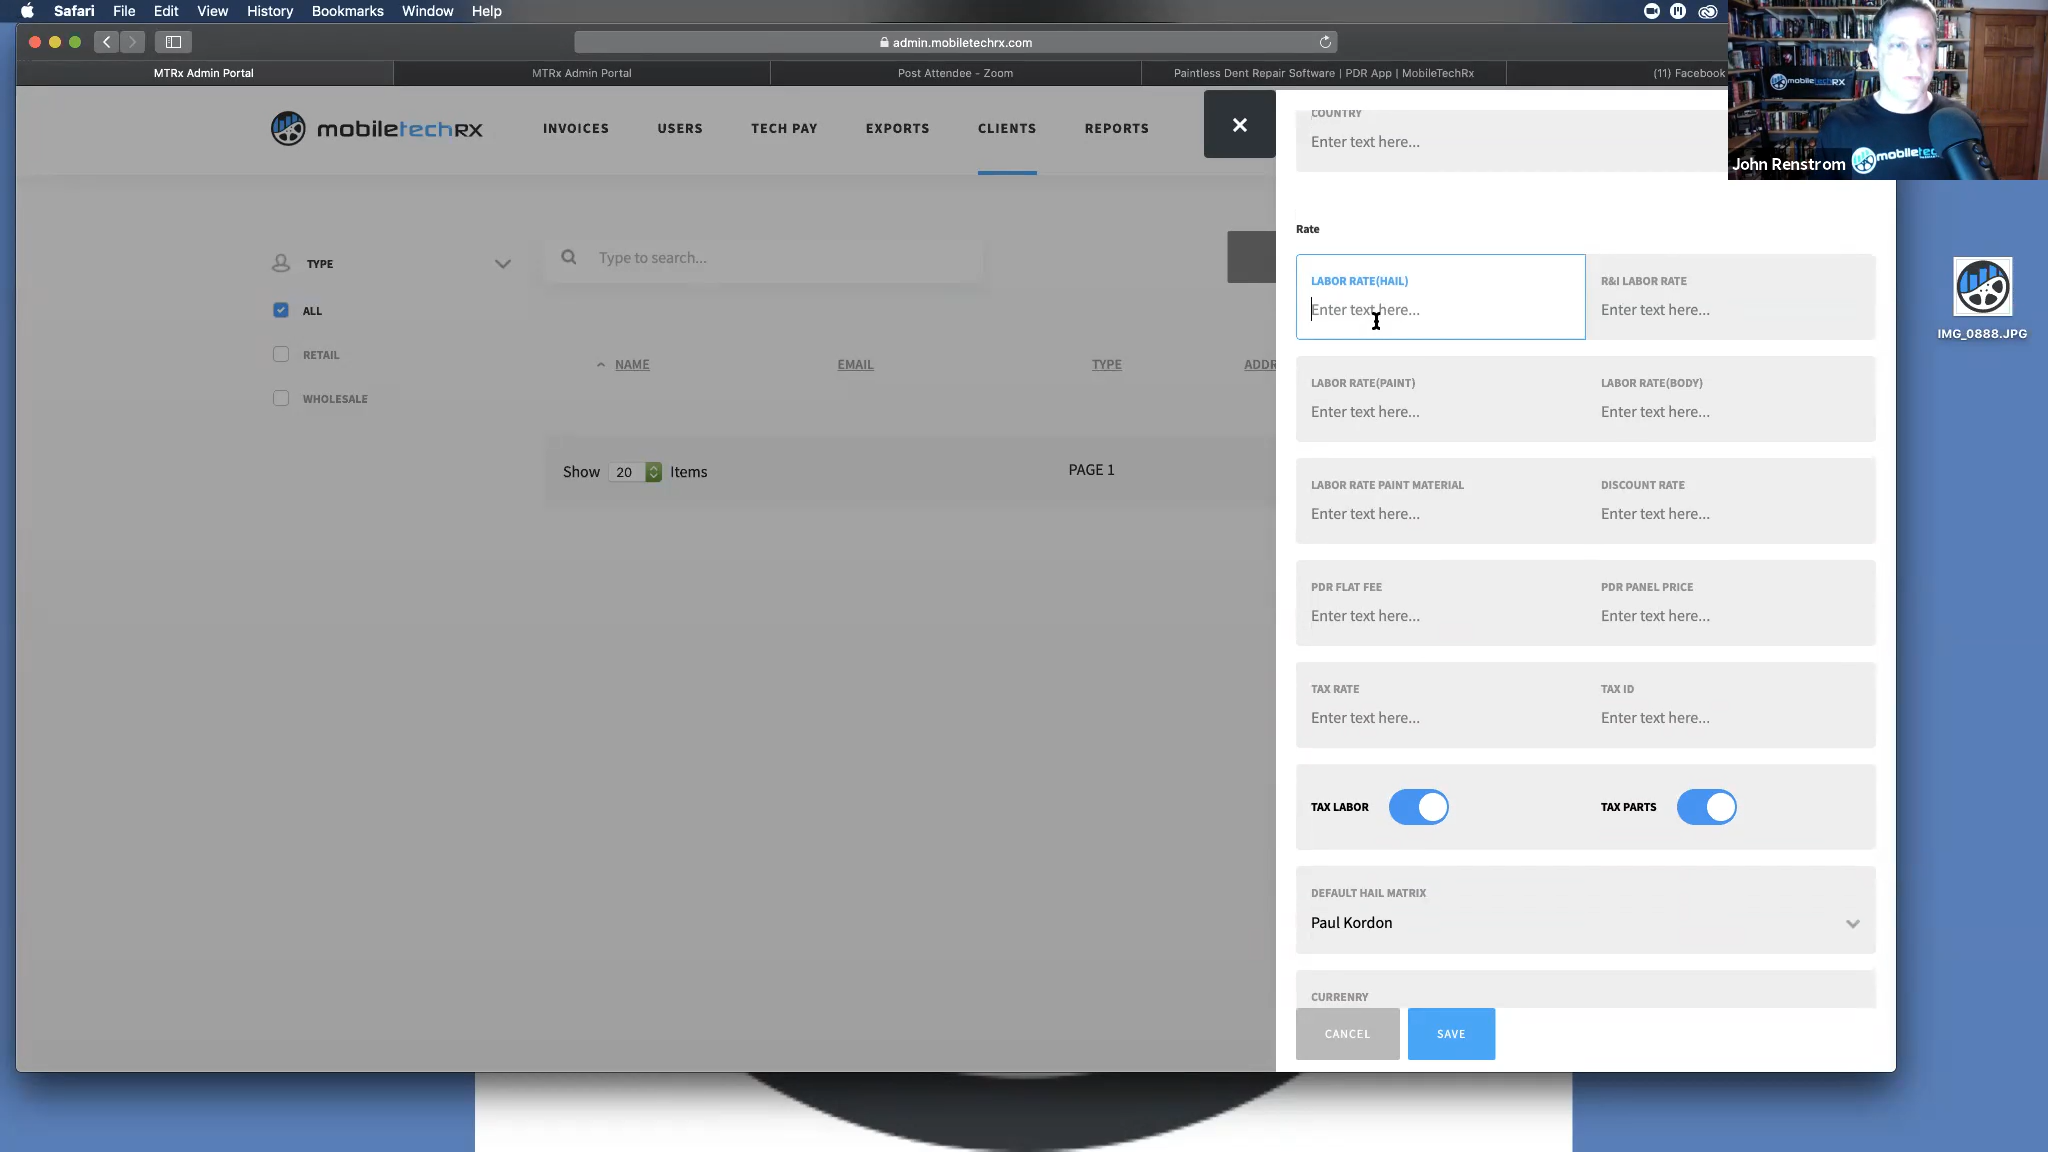 Safari File Edit View History Bookmarks Window Help
admin.mobiletechrx.com
MTRx Admin Portal
MTRx Admin Portal
Post Attendee - Zoom
Paintless Dent Repair Software | PDR App | MobileTechRx
(11) Facebook
mobiletechRX
INVOICES USERS TECH PAY EXPORTS CLIENTS REPORTS
TYPE
ALL
RETAIL
WHOLESALE
Type to search...
NAME EMAIL TYPE ADDR
Show 20 Items
PAGE 1
COUNTRY
Enter text here...
Rate
LABOR RATE(HAIL) R&I LABOR RATE
Enter text here... Enter text here...
LABOR RATE(PAINT) LABOR RATE(BODY)
Enter text here... Enter text here...
LABOR RATE PAINT MATERIAL DISCOUNT RATE
Enter text here... Enter text here...
PDR FLAT FEE PDR PANEL PRICE
Enter text here... Enter text here...
TAX RATE TAX ID
Enter text here... Enter text here...
TAX LABOR TAX PARTS
DEFAULT HAIL MATRIX
Paul Kordon
CURRENRY
CANCEL SAVE
mobiletechRX
John Renstrom
mobiletec
IMG_0888.JPG